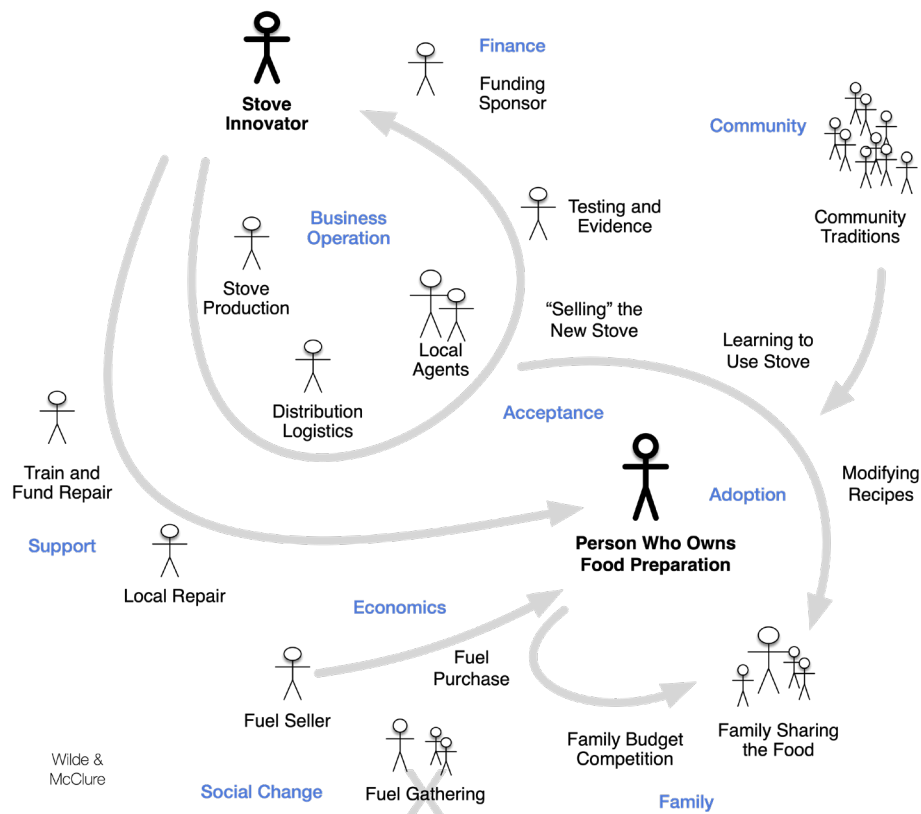 Finance
Funding
Sponsor
Stove
Innovator
Community
Community
Traditions
Testing and
Evidence
Business
Operation
Stove
Production
Local
Agents
"Selling" the
New Stove
Learning to
Use Stove
Distribution
Logistics
Acceptance
Train and
Fund Repair
Modifying
Recipes
Adoption
Support
Person Who Owns
Food Preparation
Local Repair
Economics
Fuel
Purchase
Fuel Seller
Family Sharing
the Food
Family Budget
Competition
Wilde &
McClure
Social Change
Fuel Gathering
Family